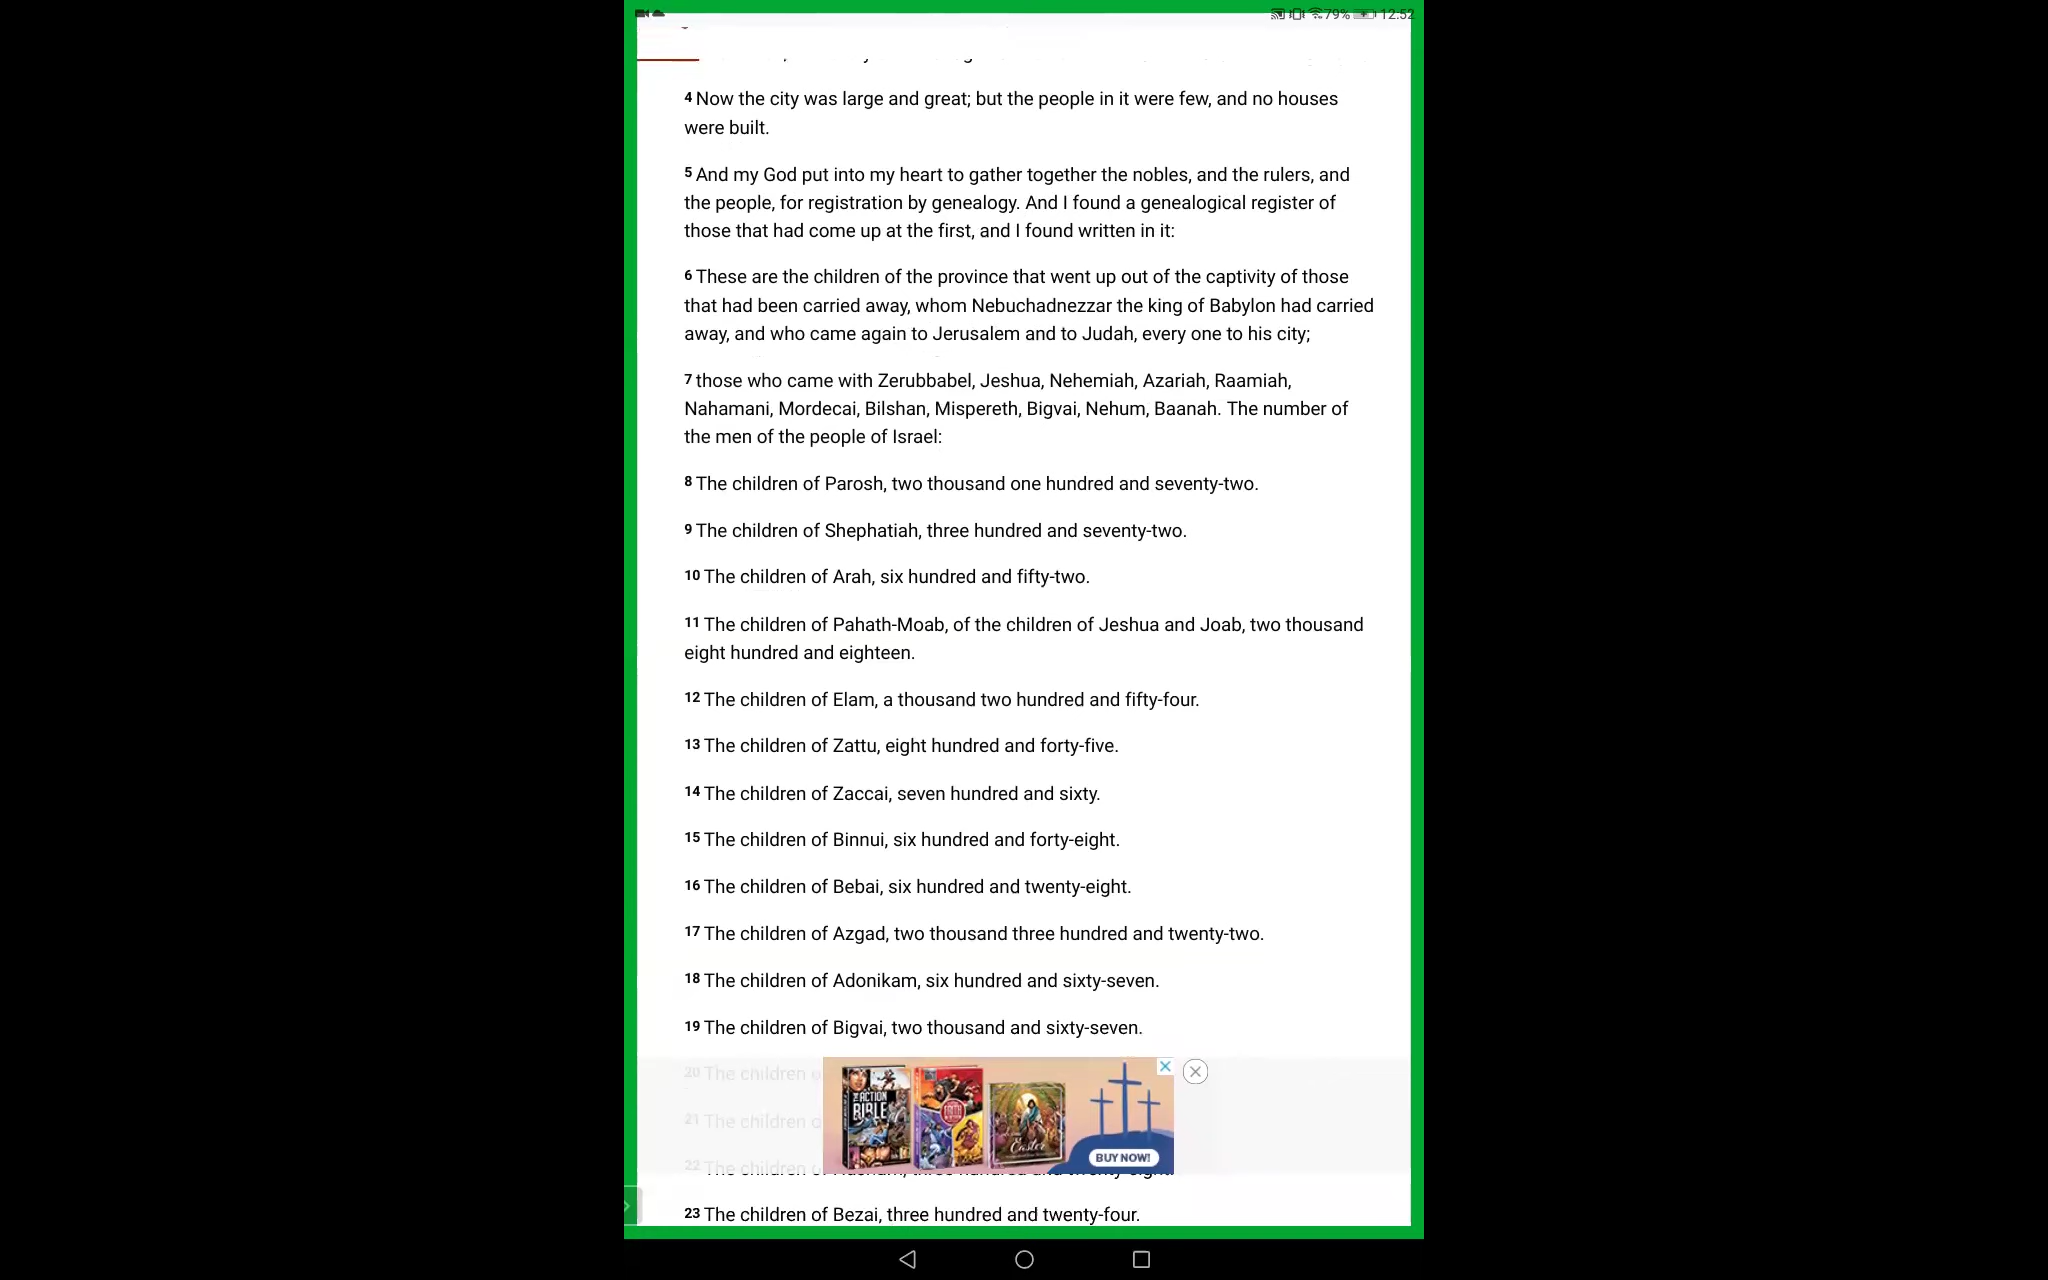 79% 12:52
4 Now the city was large and great; but the people in it were few, and no houses
were built.
5 And my God put into my heart to gather together the nobles, and the rulers, and
the people, for registration by genealogy. And I found a genealogical register of
those that had come up at the first, and I found written in it:
6 These are the children of the province that went up out of the captivity of those
that had been carried away, whom Nebuchadnezzar the king of Babylon had carried
away, and who came again to Jerusalem and to Judah, every one to his city;
7 those who came with Zerubbabel, Jeshua, Nehemiah, Azariah, Raamiah,
Nahamani, Mordecai, Bilshan, Mispereth, Bigvai, Nehum, Baanah. The number of
the men of the people of Israel:
8 The children of Parosh, two thousand one hundred and seventy-two.
9 The children of Shephatiah, three hundred and seventy-two.
10 The children of Arah, six hundred and fifty-two.
11 The children of Pahath-Moab, of the children of Jeshua and Joab, two thousand
eight hundred and eighteen.
12 The children of Elam, a thousand two hundred and fifty-four.
13 The children of Zattu, eight hundred and forty-five.
14 The children of Zaccai, seven hundred and sixty.
15 The children of Binnui, six hundred and forty-eight.
16 The children of Bebai, six hundred and twenty-eight.
17 The children of Azgad, two thousand three hundred and twenty-two.
18 The children of Adonikam, six hundred and sixty-seven.
19 The children of Bigvai, two thousand and sixty-seven.
20 The children
21 The children
22 The children
THE ACTION
BIBLE
FAITH
Easter
BUY NOW!
23 The children of Bezai, three hundred and twenty-four.